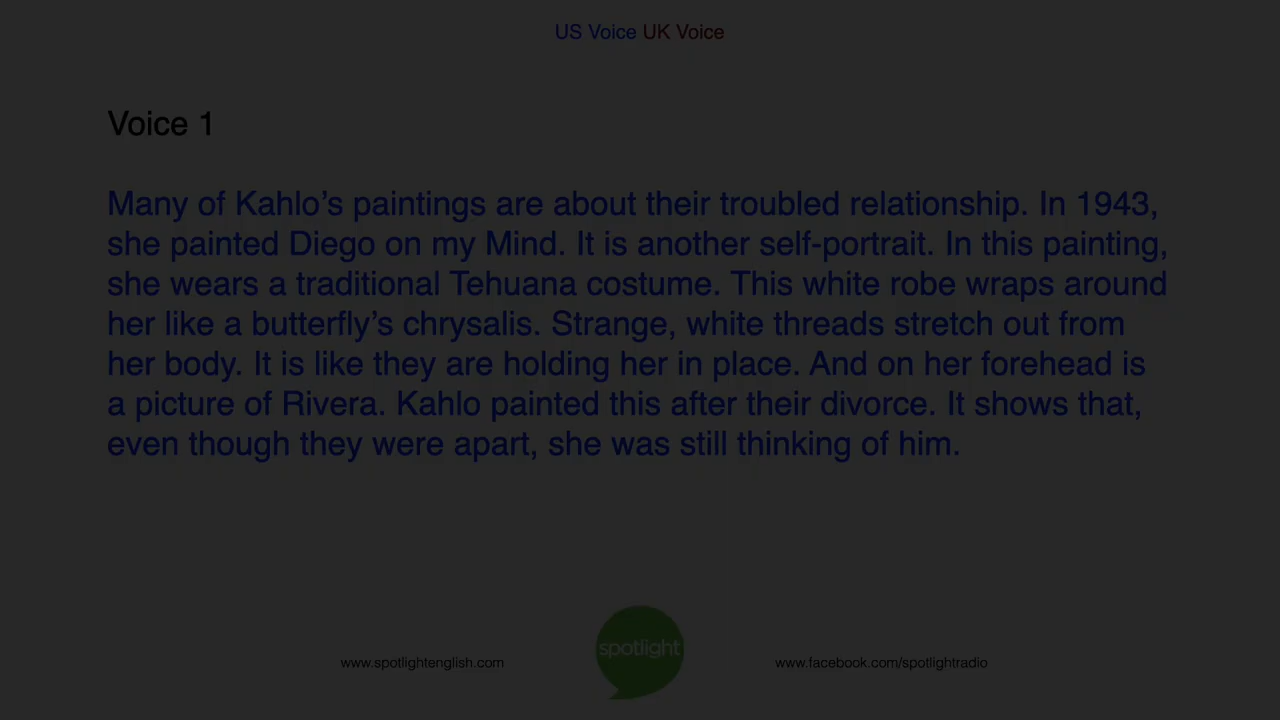 US Voice UK Voice
Voice 1
Many of Kahlo’s paintings are about their troubled relationship. In 1943,
she painted Diego on my Mind. It is another self-portrait. In this painting,
she wears a traditional Tehuana costume. This white robe wraps around
her like a butterfly’s chrysalis. Strange, white threads stretch out from
her body. It is like they are holding her in place. And on her forehead is
a picture of Rivera. Kahlo painted this after their divorce. It shows that,
even though they were apart, she was still thinking of him.
spotlight
www.spotlightenglish.com
www.facebook.com/spotlightradio